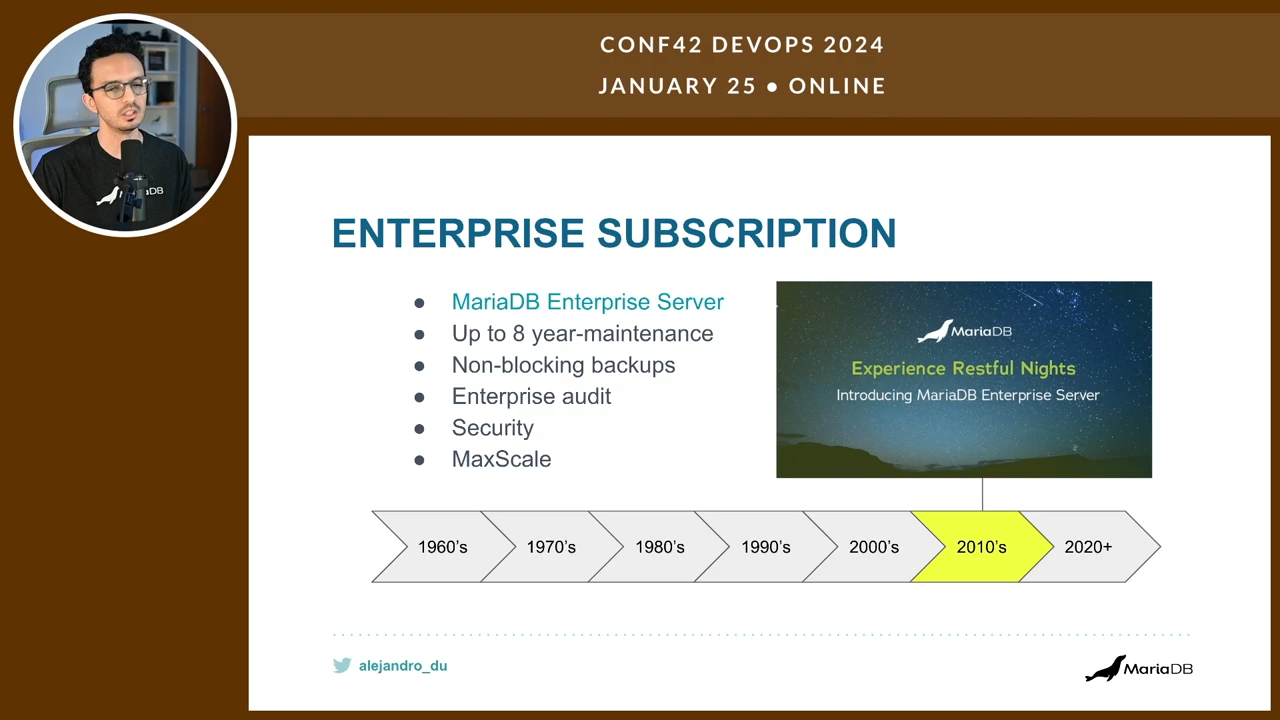 CONF42 DEVOPS 2024
JANUARY 25 ● ONLINE
ENTERPRISE SUBSCRIPTION
● MariaDB Enterprise Server
● Up to 8 year-maintenance
● Non-blocking backups
● Enterprise audit
● Security
● MaxScale
MariaDB
Experience Restful Nights
Introducing MariaDB Enterprise Server
1960's
1970's
1980's
1990's
2000's
2010's
2020+
alejandro_du
MariaDB